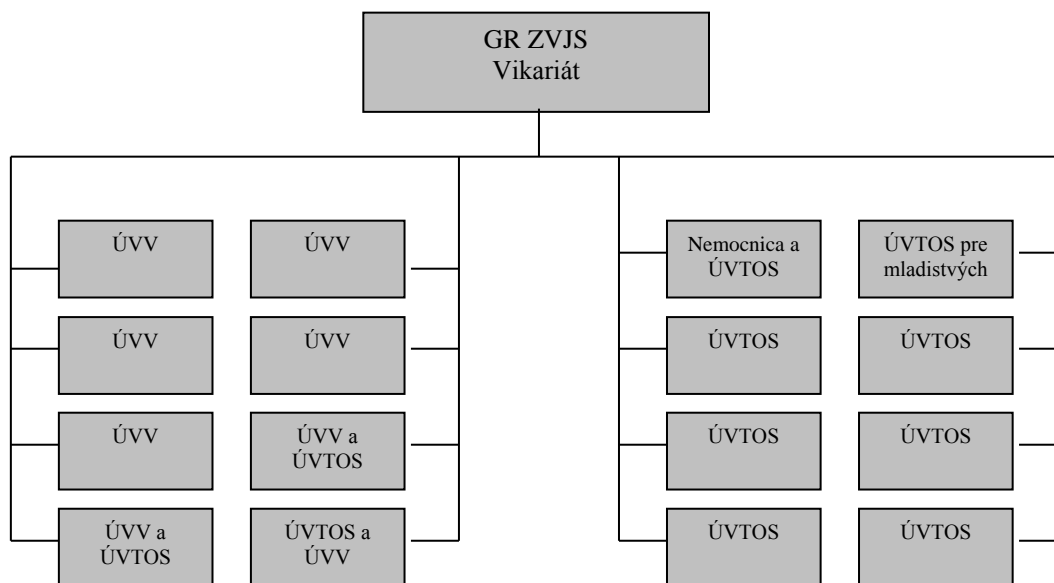 GR ZVJS
Vikariát
ÚVV
ÚVV
Nemocnica a
ÚVTOS
ÚVTOS pre
mladistvých
ÚVV
ÚVV
ÚVTOS
ÚVTOS
ÚVV
ÚVV a
ÚVTOS
ÚVTOS
ÚVTOS
ÚVV a
ÚVTOS
ÚVTOS a
ÚVV
ÚVTOS
ÚVTOS